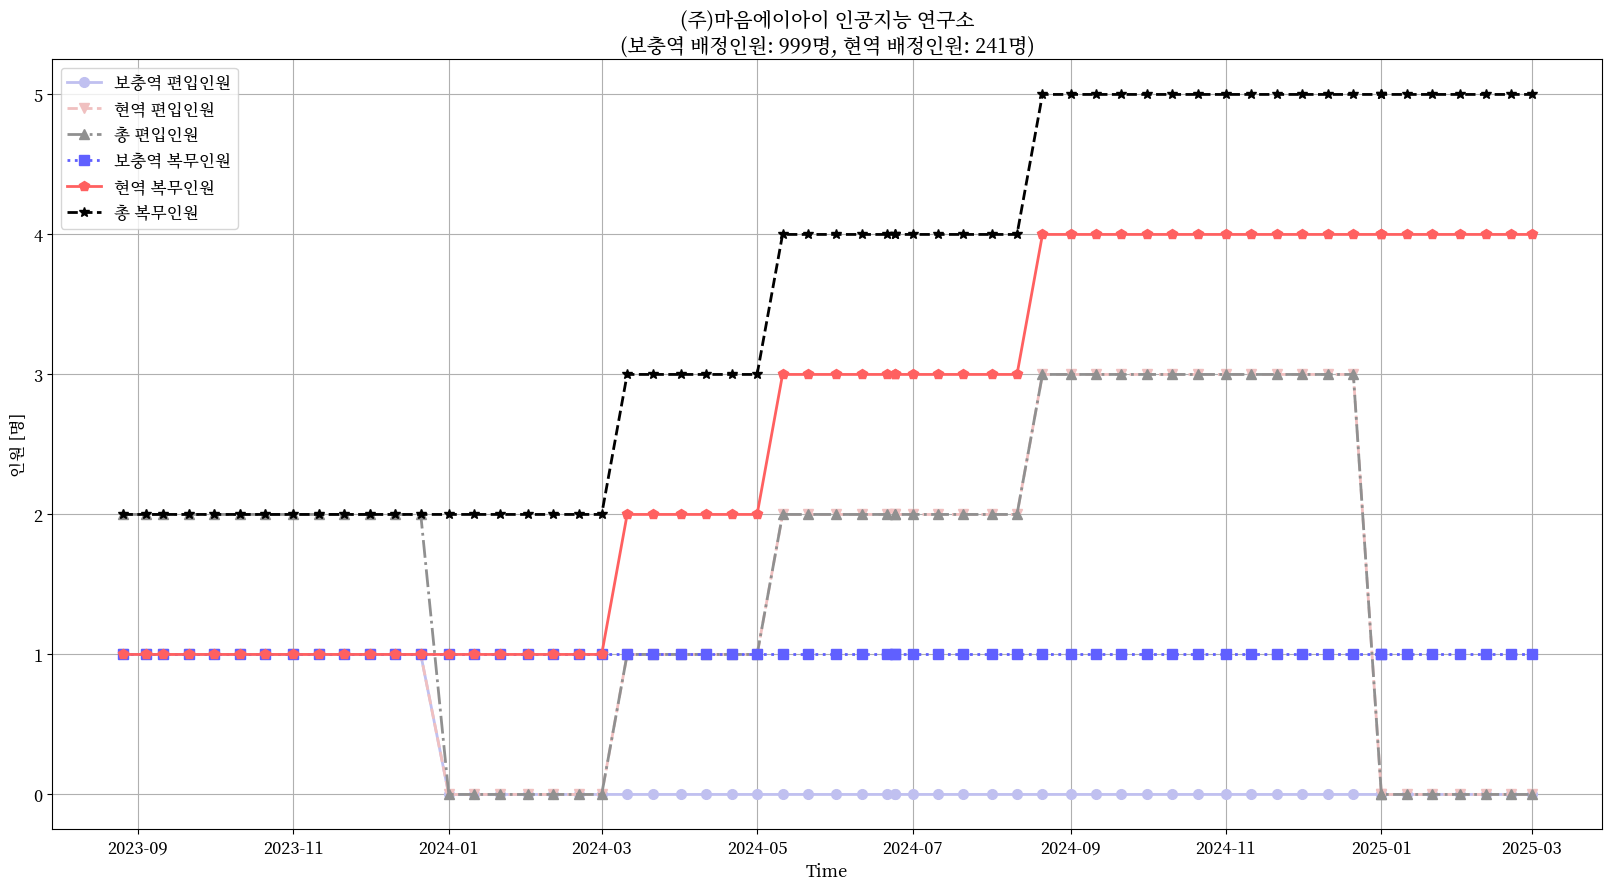 (주)마음에이아이 인공지능 연구소
(보충역 배정인원: 999명, 현역 배정인원: 241명)
보충역 편입인원
현역 편입인원
총 편입인원
보충역 복무인원
현역 복무인원
총 복무인원
인원 [명]
5
4
3
2
1
0
2023-09
2023-11
2024-01
2024-03
2024-05
2024-07
2024-09
2024-11
2025-01
2025-03
Time